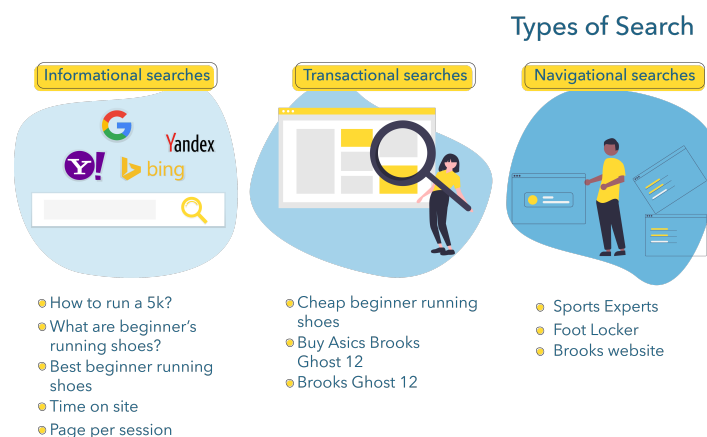 Types of Search
Informational searches
Transactional searches
Navigational searches
G
Yandex
Y!
bing
How to run a 5k?
What are beginner's
running shoes?
Best beginner running
shoes
Time on site
Page per session
Cheap beginner running
shoes
Buy Asics Brooks
Ghost 12
Brooks Ghost 12
Sports Experts
Foot Locker
Brooks website